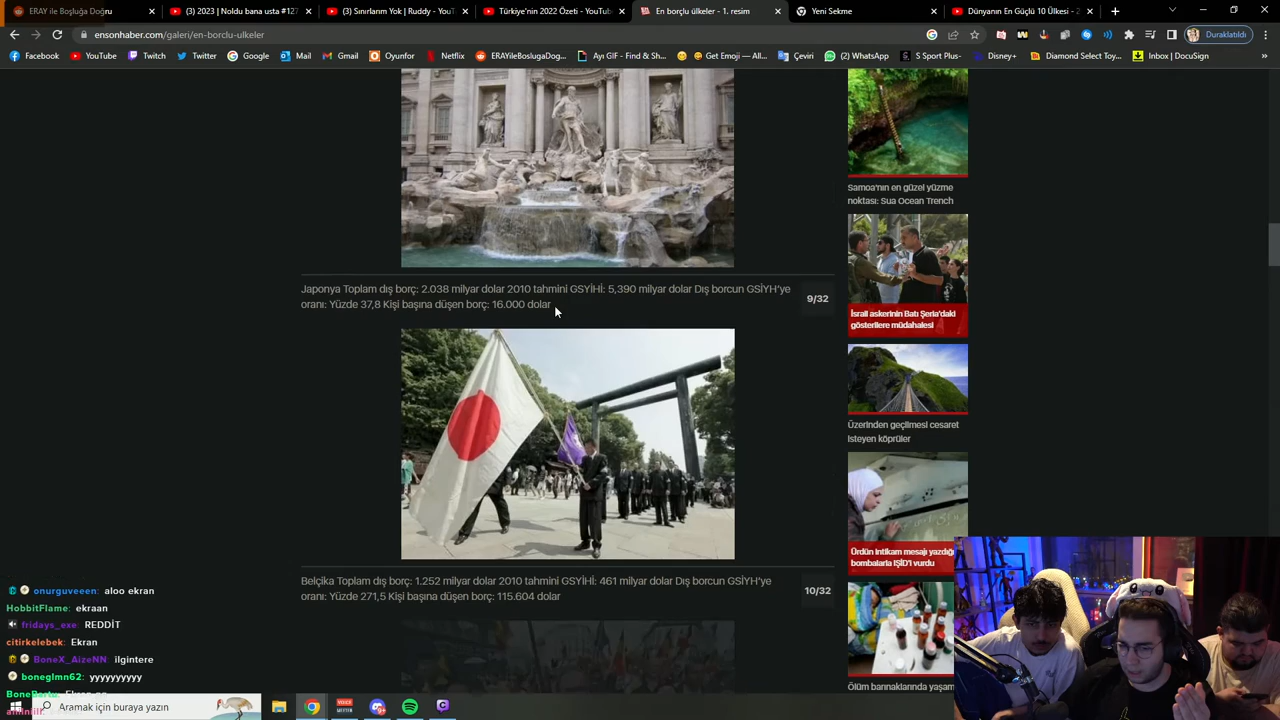 ERAY ile Boşluğa Doğru
(3) 2023 | Noldu bana usta #127
(3) Sınırlarım Yok | Ruddy - YouT
Türkiye'nin 2022 Özeti - YouTub
En borçlu ülkeler - 1. resim
Yeni Sekme
Dünyanın En Güçlü 10 Ülkesi - 2
ensonhaber.com/galeri/en-borclu-ulkeler
Duraklatıldı
Facebook
YouTube
Twitch
Twitter
Google
Mail
Oyunfor
Netflix
ERAYileBoslugaDog...
Ayı GIF - Find & Sh...
Get Emoji — All...
Çeviri
(2) WhatsApp
S Sport Plus-
Disney+
Diamond Select Toy...
Inbox | DocuSign
Samoa'nın en güzel yüzme
noktası: Sua Ocean Trench
Japonya Toplam dış borç: 2.038 milyar dolar 2010 tahmini GSYİHİ: 5,390 milyar dolar Dış borcun GSİYH'ye
oranı: Yüzde 37,8 Kişi başına düşen borç: 16.000 dolar
9/32
İsrail askerinin Batı Şeria'daki
gösterilere müdahalesi
Üzerinden geçilmesi cesaret
isteyen köprüler
Ürdün intikam mesajı yazdığı
bombalarla IŞİD'i vurdu
Belçika Toplam dış borç: 1.252 milyar dolar 2010 tahmini GSYİHİ: 461 milyar dolar Dış borcun GSİYH'ye
oranı: Yüzde 271,5 Kişi başına düşen borç: 115.604 dolar
10/32
Ölüm barınaklarında yaşam
onurguveeen: aloo ekran
HobbitFlame: ekraan
fridays_exe: REDDİT
citirkelebek: Ekran
BoneX_AizeNN: ilgintere
boneglmn62: yyyyyyyyyy
Aramak için buraya yazın